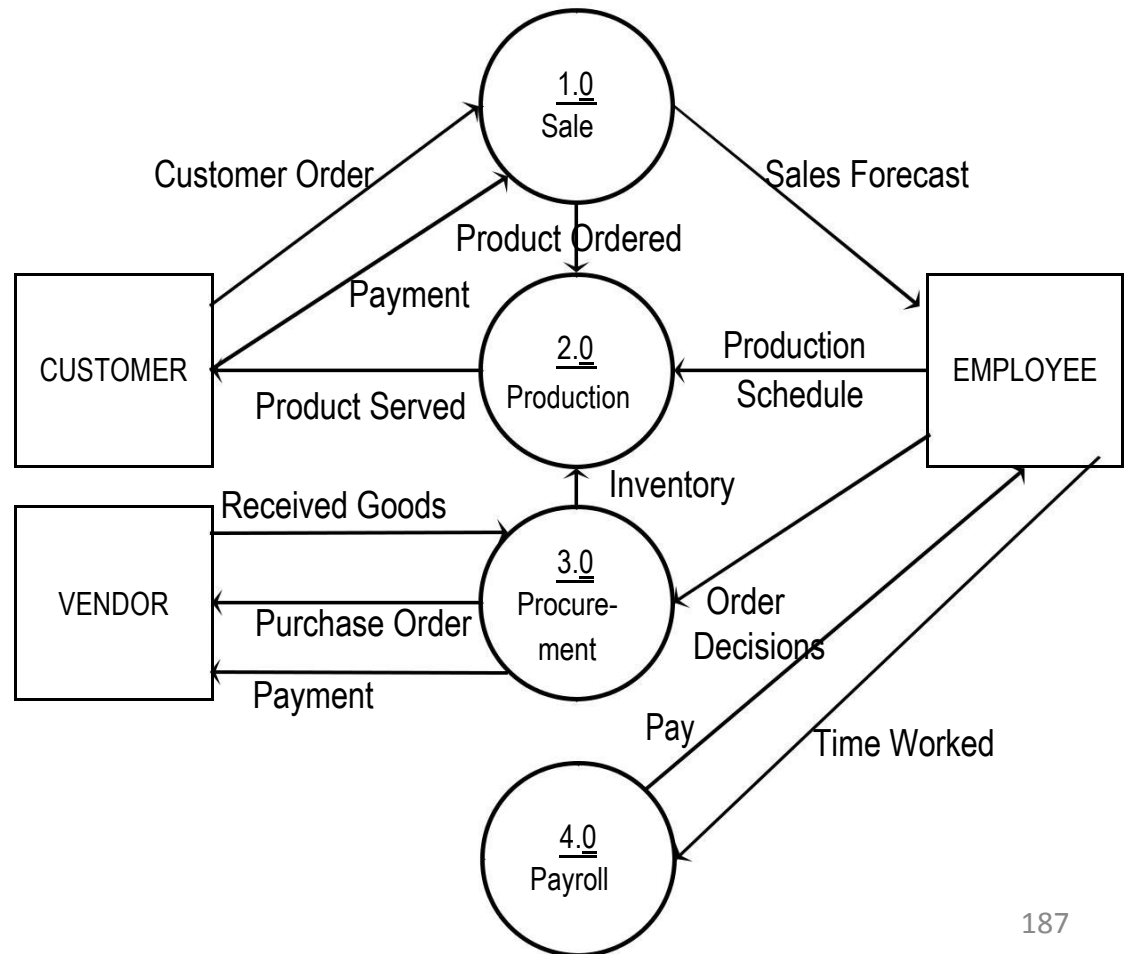 1.0
Sale
Customer Order
Sales Forecast
Product Ordered
Payment
CUSTOMER
2.0
Production
Production
Schedule
EMPLOYEE
Product Served
Inventory
Received Goods
VENDOR
3.0
Procure-
ment
Purchase Order
Payment
Order
Decisions
Pay
Time Worked
4.0
Payroll
187